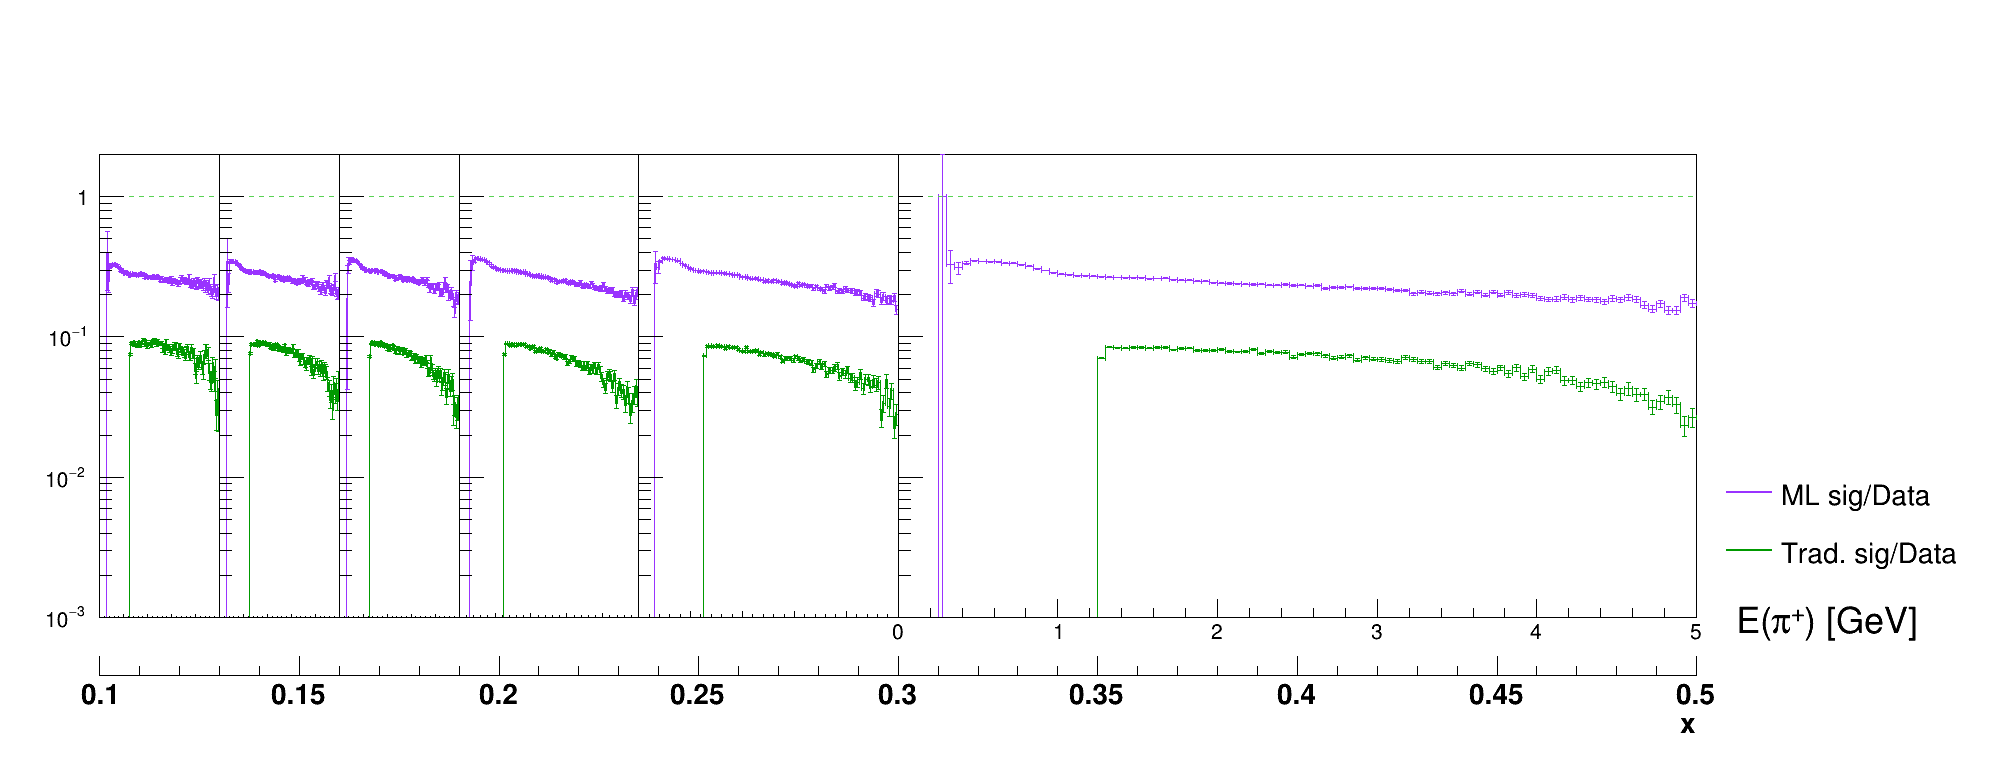 1
10⁻¹
10⁻²
10⁻³
ML sig/Data
Trad. sig/Data
E(π⁺) [GeV]
0 1 2 3 4 5
0.1 0.15 0.2 0.25 0.3 0.35 0.4 0.45 0.5
x